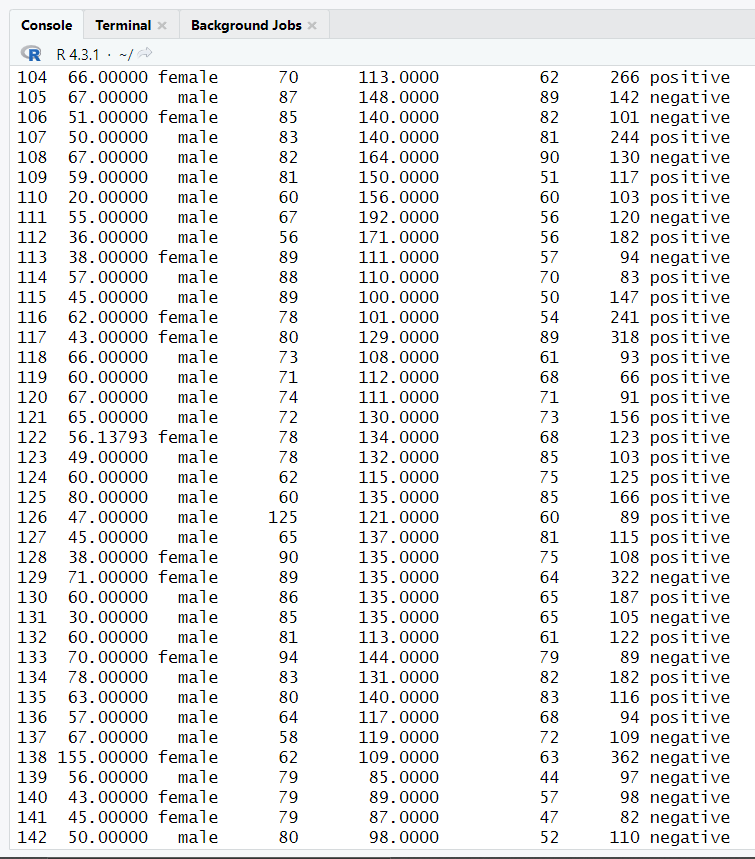 Console Terminal × Background Jobs ×
R R 4.3.1 · ~/
104 66.00000 female 70 113.0000 62 266 positive
105 67.00000 male 87 148.0000 89 142 negative
106 51.00000 female 85 140.0000 82 101 negative
107 50.00000 male 83 140.0000 81 244 positive
108 67.00000 male 82 164.0000 90 130 negative
109 59.00000 male 81 150.0000 51 117 positive
110 20.00000 male 60 156.0000 60 103 positive
111 55.00000 male 67 192.0000 56 120 negative
112 36.00000 male 56 171.0000 56 182 positive
113 38.00000 female 89 111.0000 57 94 negative
114 57.00000 male 88 110.0000 70 83 positive
115 45.00000 male 89 100.0000 50 147 positive
116 62.00000 female 78 101.0000 54 241 positive
117 43.00000 female 80 129.0000 89 318 positive
118 66.00000 male 73 108.0000 61 93 positive
119 60.00000 male 71 112.0000 68 66 positive
120 67.00000 male 74 111.0000 71 91 positive
121 65.00000 male 72 130.0000 73 156 positive
122 56.13793 female 78 134.0000 68 123 positive
123 49.00000 male 78 132.0000 85 103 positive
124 60.00000 male 62 115.0000 75 125 positive
125 80.00000 male 60 135.0000 85 166 positive
126 47.00000 male 125 121.0000 60 89 positive
127 45.00000 male 65 137.0000 81 115 positive
128 38.00000 female 90 135.0000 75 108 positive
129 71.00000 female 89 135.0000 64 322 negative
130 60.00000 male 86 135.0000 65 187 positive
131 30.00000 male 85 135.0000 65 105 negative
132 60.00000 male 81 113.0000 61 122 positive
133 70.00000 female 94 144.0000 79 89 negative
134 78.00000 male 83 131.0000 82 182 positive
135 63.00000 male 80 140.0000 83 116 positive
136 57.00000 male 64 117.0000 68 94 positive
137 67.00000 male 58 119.0000 72 109 negative
138 155.00000 female 62 109.0000 63 362 negative
139 56.00000 male 79 85.0000 44 97 negative
140 43.00000 female 79 89.0000 57 98 negative
141 45.00000 female 79 87.0000 47 82 negative
142 50.00000 male 80 98.0000 52 110 negative